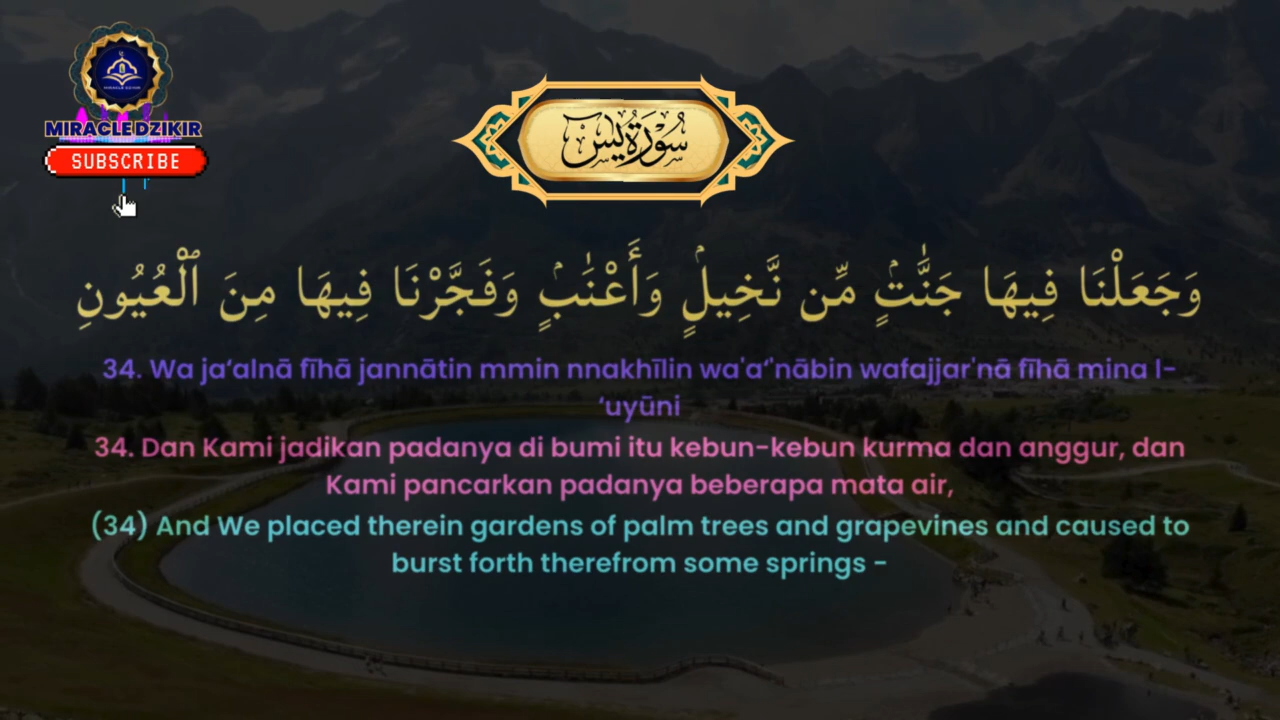 MIRACLE DZIKIR
SUBSCRIBE
سُورَةُ يسٓ
وَجَعَلْنَا فِيهَا جَنَّٰتٍۢ مِّن نَّخِيلٍۢ وَأَعْنَٰبٍۢ وَفَجَّرْنَا فِيهَا مِنَ ٱلْعُيُونِ
34. Wa ja‘alnā fīhā jannātin mmin nnakhīlin wa'a‘'nābin wafajjar'nā fīhā mina l-
‘uyūni
34. Dan Kami jadikan padanya di bumi itu kebun-kebun kurma dan anggur, dan
Kami pancarkan padanya beberapa mata air,
(34) And We placed therein gardens of palm trees and grapevines and caused to
burst forth therefrom some springs -